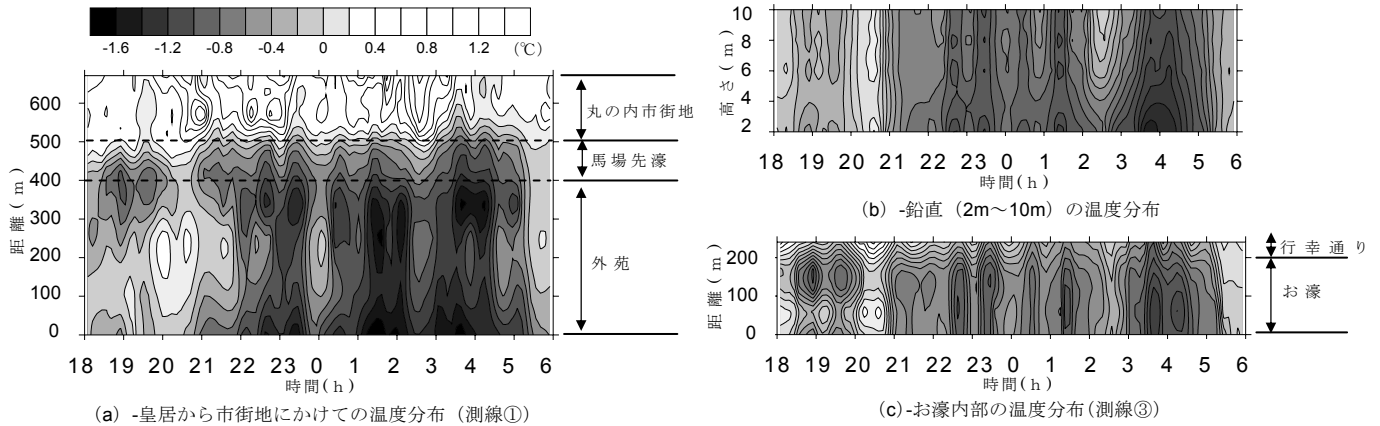 -1.6 -1.2 -0.8 -0.4 0 0.4 0.8 1.2 (℃)
距離(m)
600
500
400
300
200
100
0
18 19 20 21 22 23 0 1 2 3 4 5 6
時間(h)
丸の内市街地
馬場先濠
外苑
(a) -皇居から市街地にかけての温度分布(測線①)
高さ(m)
10
8
6
4
2
18 19 20 21 22 23 0 1 2 3 4 5 6
時間(h)
(b) -鉛直(2m~10m)の温度分布
距離(m)
200
100
0
18 19 20 21 22 23 0 1 2 3 4 5 6
時間(h)
行幸通り
お濠
(c)-お濠内部の温度分布(測線③)